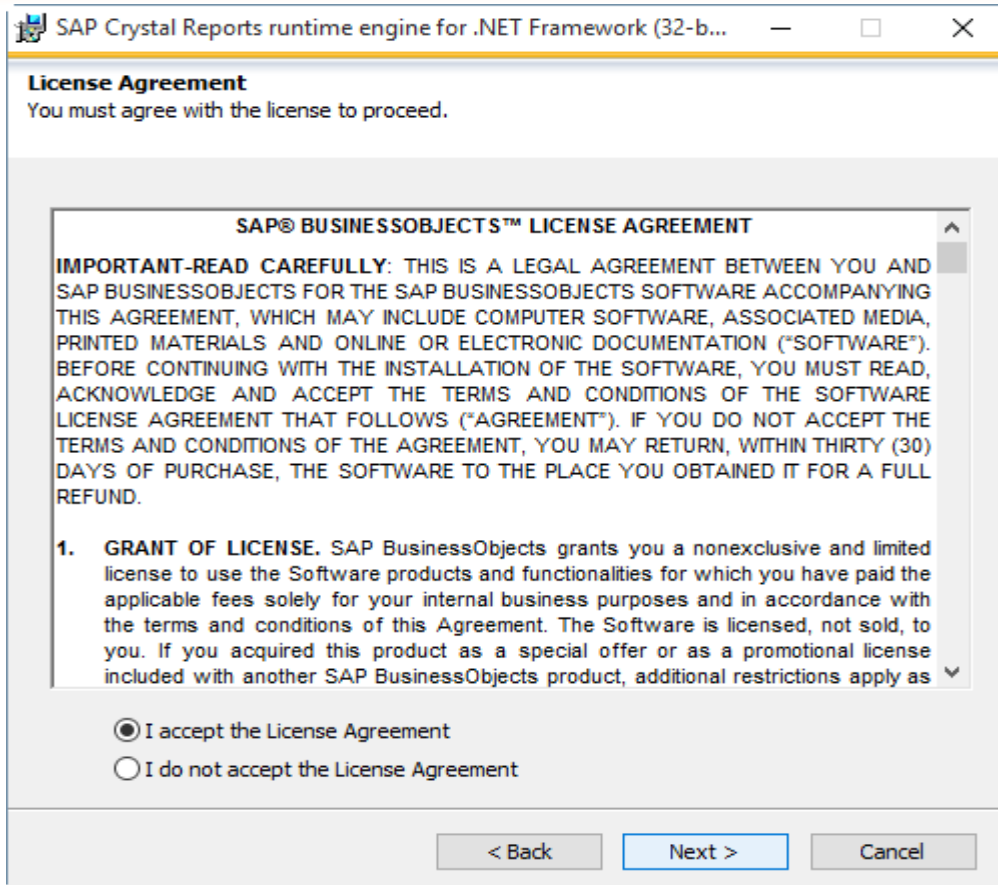 SAP Crystal Reports runtime engine for .NET Framework (32-b...
License Agreement
You must agree with the license to proceed.
SAP® BUSINESSOBJECTS™ LICENSE AGREEMENT
IMPORTANT-READ CAREFULLY: THIS IS A LEGAL AGREEMENT BETWEEN YOU AND
SAP BUSINESSOBJECTS FOR THE SAP BUSINESSOBJECTS SOFTWARE ACCOMPANYING
THIS AGREEMENT, WHICH MAY INCLUDE COMPUTER SOFTWARE, ASSOCIATED MEDIA,
PRINTED MATERIALS AND ONLINE OR ELECTRONIC DOCUMENTATION (“SOFTWARE”).
BEFORE CONTINUING WITH THE INSTALLATION OF THE SOFTWARE, YOU MUST READ,
ACKNOWLEDGE AND ACCEPT THE TERMS AND CONDITIONS OF THE SOFTWARE
LICENSE AGREEMENT THAT FOLLOWS (“AGREEMENT”). IF YOU DO NOT ACCEPT THE
TERMS AND CONDITIONS OF THE AGREEMENT, YOU MAY RETURN, WITHIN THIRTY (30)
DAYS OF PURCHASE, THE SOFTWARE TO THE PLACE YOU OBTAINED IT FOR A FULL
REFUND.
1. GRANT OF LICENSE. SAP BusinessObjects grants you a nonexclusive and limited
license to use the Software products and functionalities for which you have paid the
applicable fees solely for your internal business purposes and in accordance with
the terms and conditions of this Agreement. The Software is licensed, not sold, to
you. If you acquired this product as a special offer or as a promotional license
included with another SAP BusinessObjects product, additional restrictions apply as
I accept the License Agreement
I do not accept the License Agreement
< Back Next > Cancel